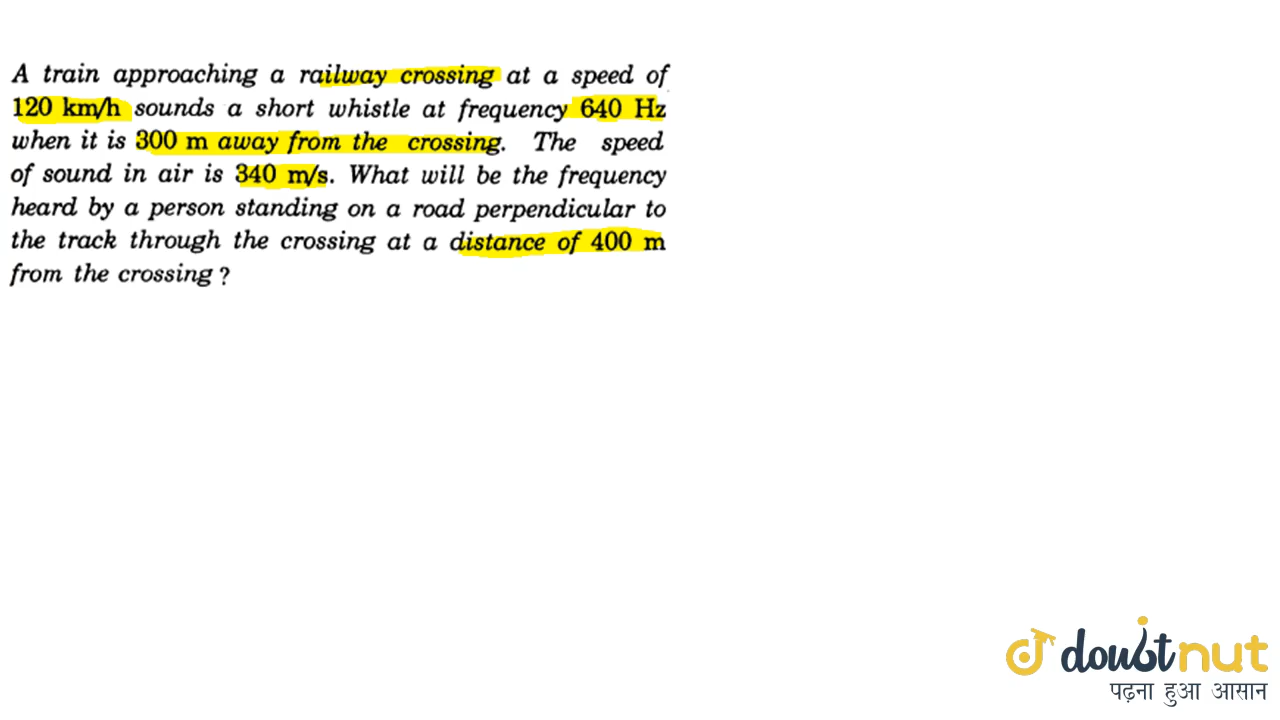 A train approaching a railway crossing at a speed of
120 km/h sounds a short whistle at frequency 640 Hz
when it is 300 m away from the crossing. The speed
of sound in air is 340 m/s. What will be the frequency
heard by a person standing on a road perpendicular to
the track through the crossing at a distance of 400 m
from the crossing ?
doubtnut
पढ़ना हुआ आसान